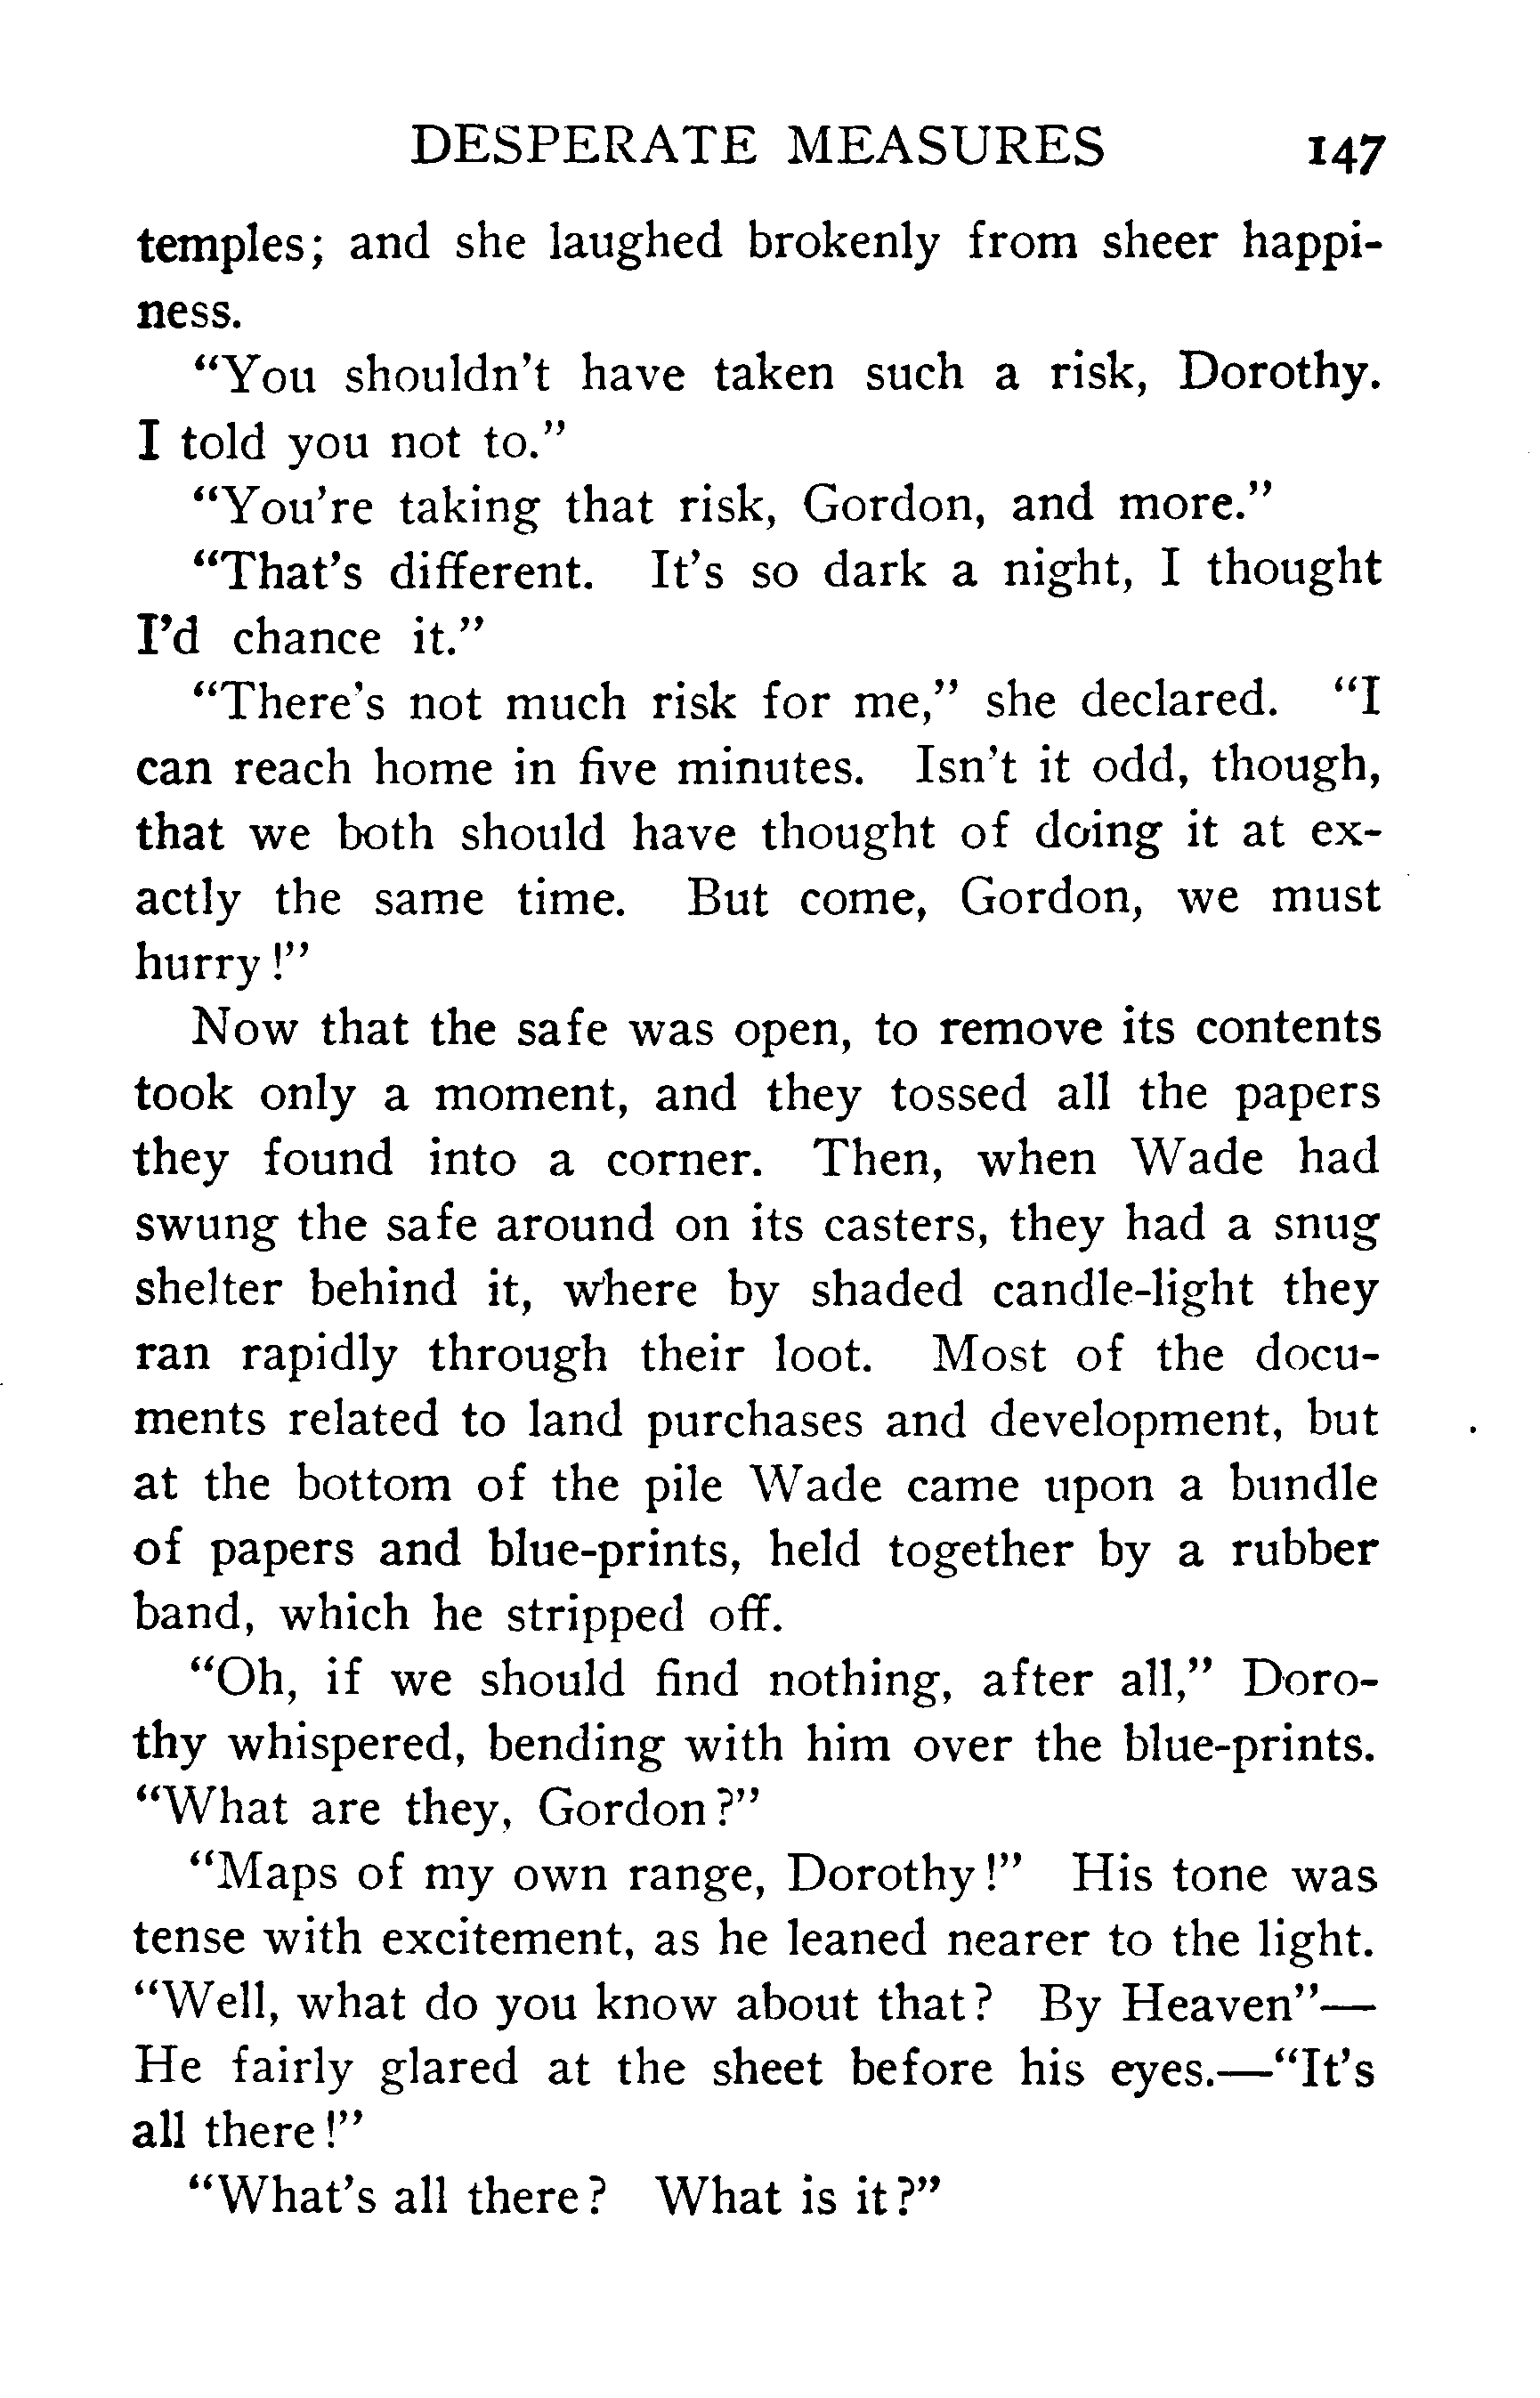 DESPERATE MEASURES 147
temples; and she laughed brokenly from sheer happi-
ness.
"You shouldn't have taken such a risk, Dorothy.
I told you not to."
"You're taking that risk, Gordon, and more."
"That's different. It's so dark a night, I thought
I'd chance it."
"There's not much risk for me," she declared. "I
can reach home in five minutes. Isn't it odd, though,
that we both should have thought of doing it at ex-
actly the same time. But come, Gordon, we must
hurry!"
Now that the safe was open, to remove its contents
took only a moment, and they tossed all the papers
they found into a corner. Then, when Wade had
swung the safe around on its casters, they had a snug
shelter behind it, where by shaded candle-light they
ran rapidly through their loot. Most of the docu-
ments related to land purchases and development, but
at the bottom of the pile Wade came upon a bundle
of papers and blue-prints, held together by a rubber
band, which he stripped off.
"Oh, if we should find nothing, after all," Doro-
thy whispered, bending with him over the blue-prints.
"What are they, Gordon?"
"Maps of my own range, Dorothy!" His tone was
tense with excitement, as he leaned nearer to the light.
"Well, what do you know about that? By Heaven"—
He fairly glared at the sheet before his eyes.—"It's
all there!"
"What's all there? What is it?"